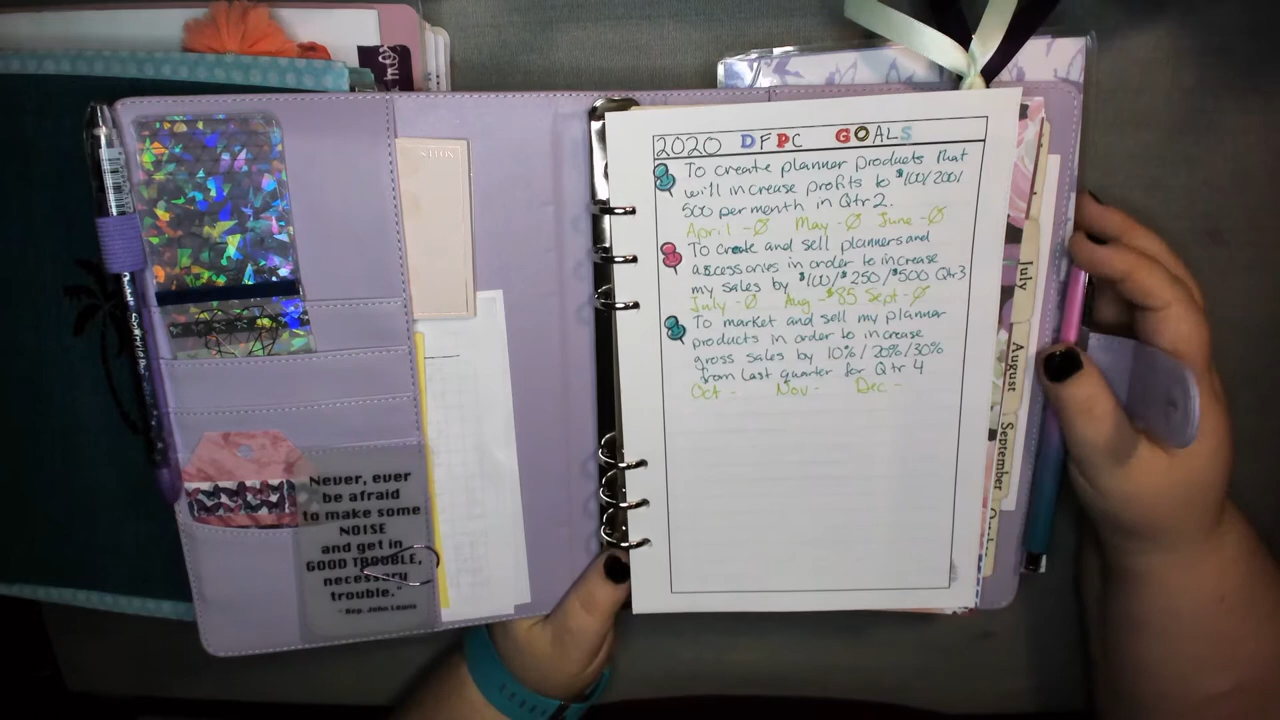 2020 DFPC GOALS
To create planner products that
will increase profits to $100/200/
500 per month in Qtr 2.
April -Ø May -Ø June -Ø
To create and sell planners and
accessories in order to increase
my sales by $100/$250/$500 Qtr3
July -Ø Aug -$85 Sept -Ø
To market and sell my planner
products in order to increase
gross sales by 10%/20%/30%
from last quarter for Qtr 4
Oct - Nov - Dec -
July
August
September
Never, ever
be afraid
to make some
NOISE
and get in
GOOD TROUBLE,
necessary
trouble."
- Rep. John Lewis